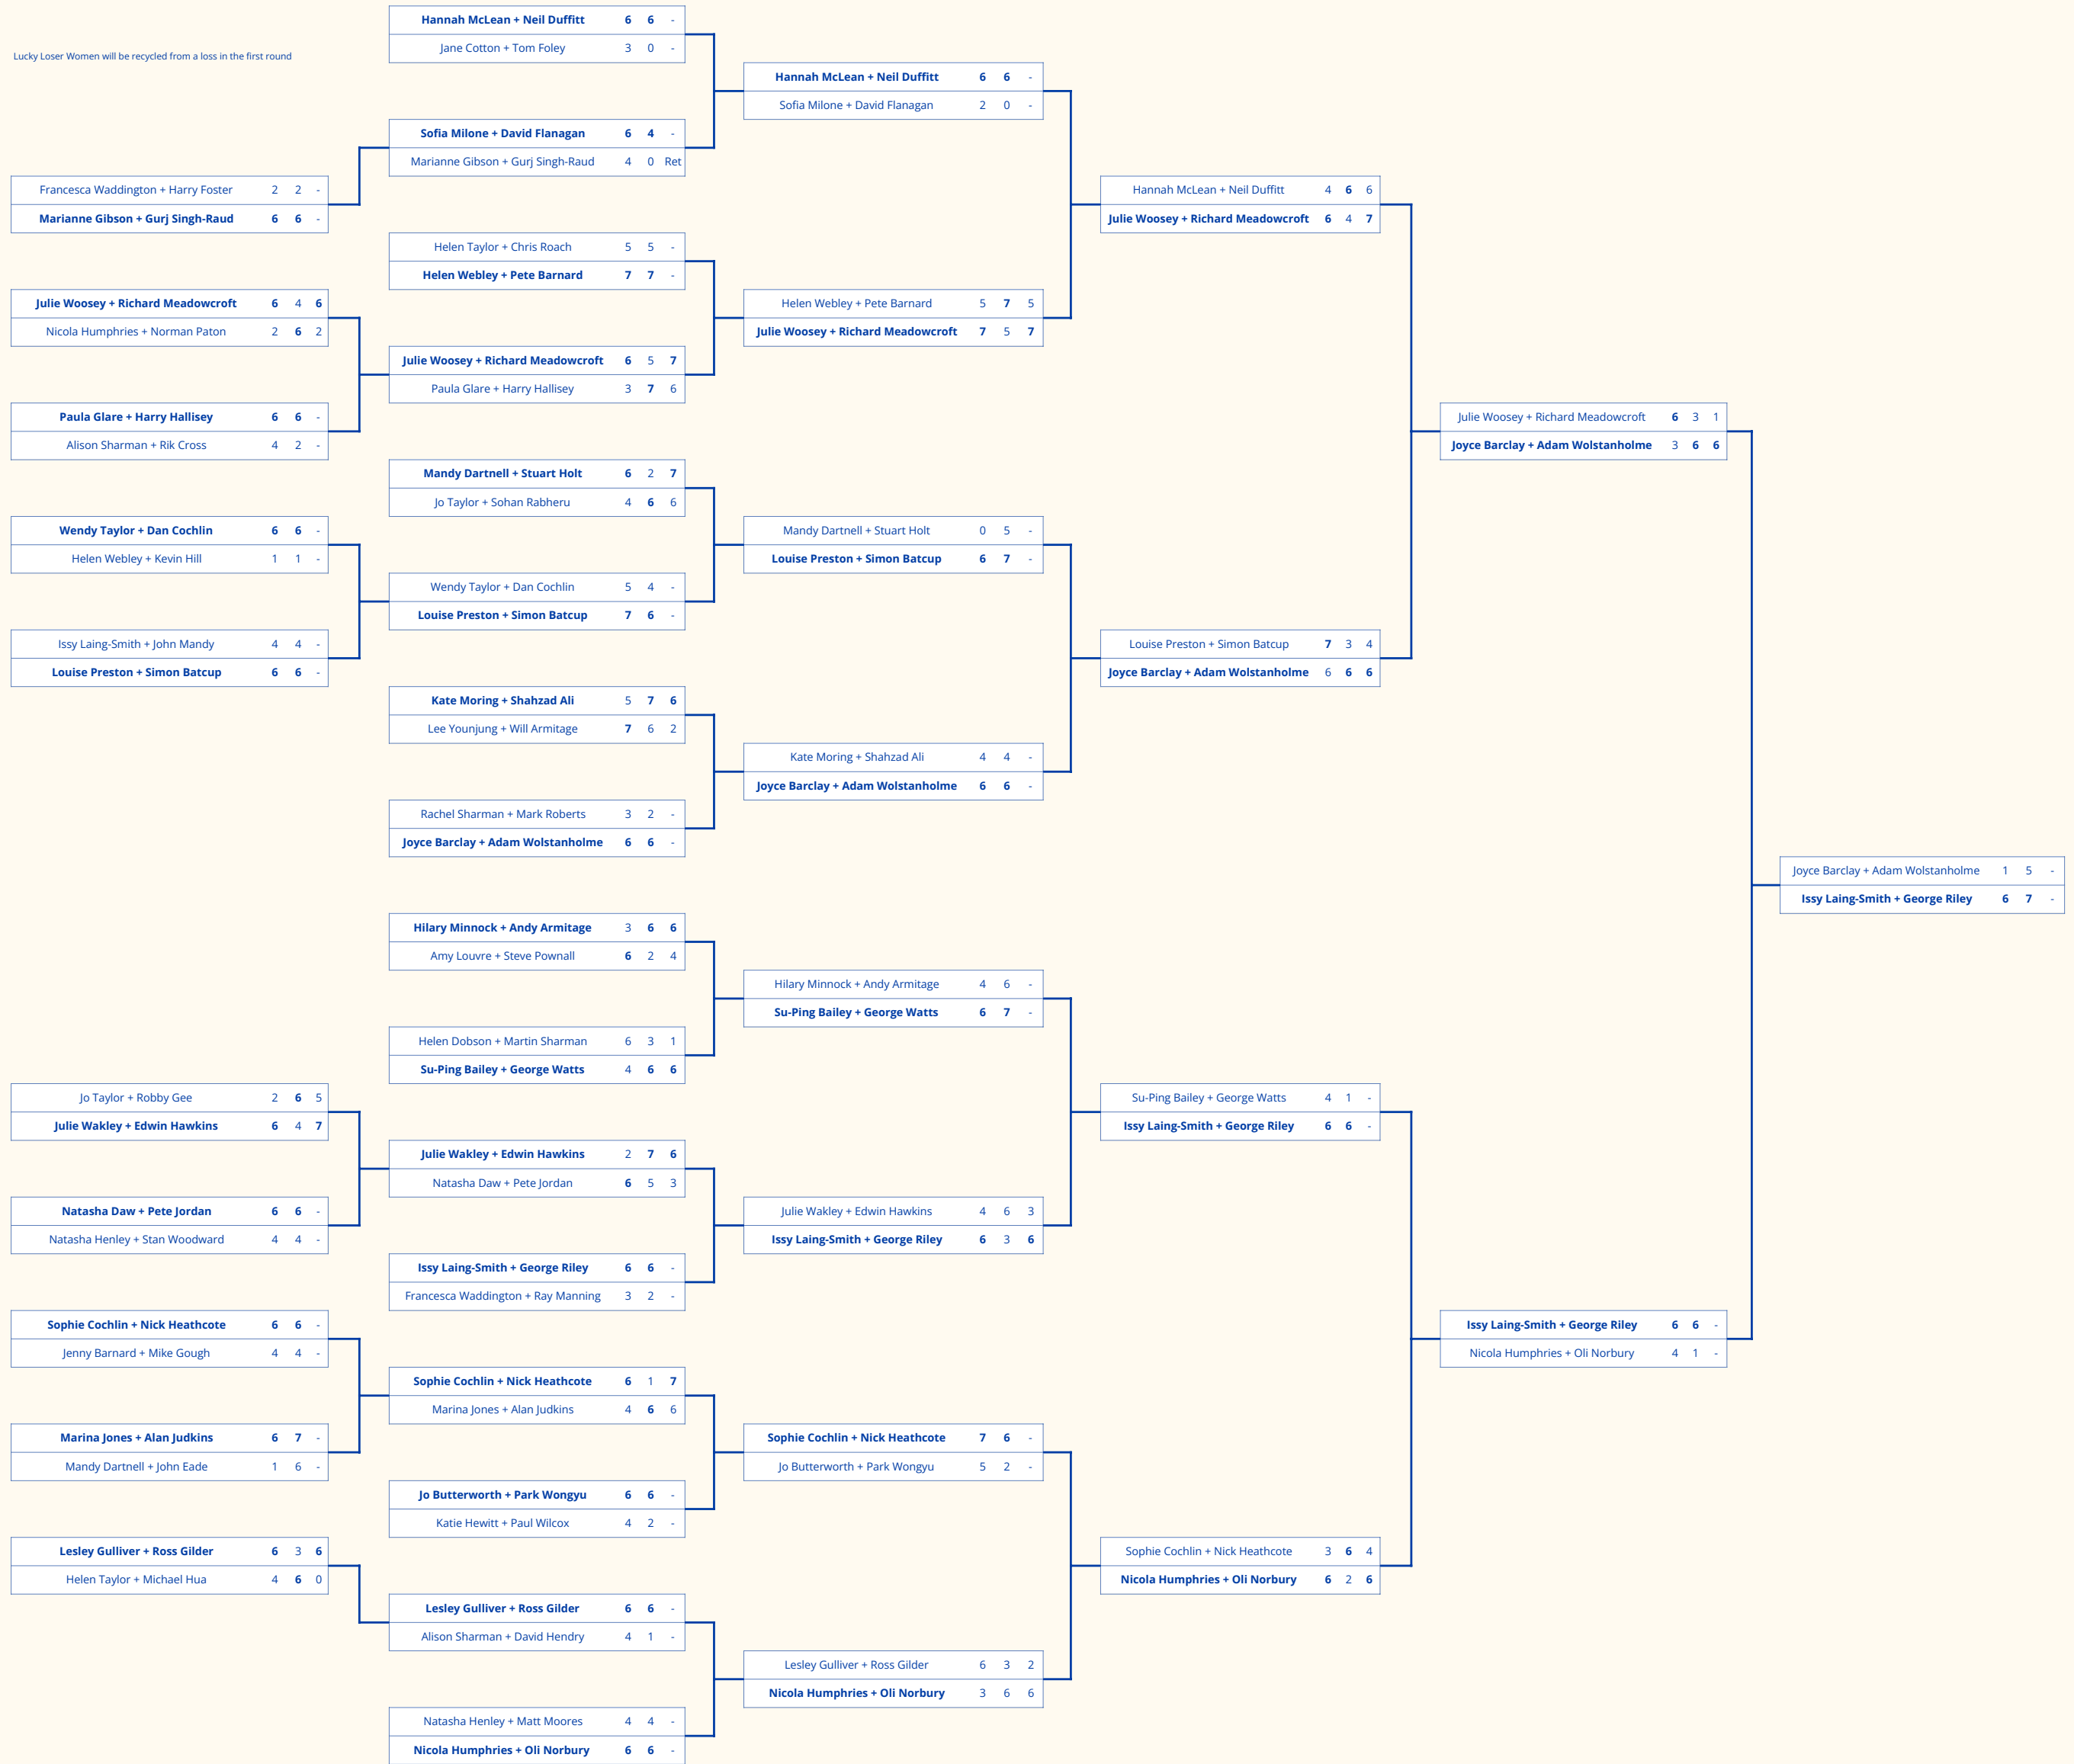 Lucky Loser Women will be recycled from a loss in the first round
Francesca Waddington + Harry Foster 2 2 -
Marianne Gibson + Gurj Singh-Raud 6 6 -
Julie Woosey + Richard Meadowcroft 6 4 6
Nicola Humphries + Norman Paton 2 6 2
Paula Glare + Harry Hallisey 6 6 -
Alison Sharman + Rik Cross 4 2 -
Wendy Taylor + Dan Cochlin 6 6 -
Helen Webley + Kevin Hill 1 1 -
Issy Laing-Smith + John Mandy 4 4 -
Louise Preston + Simon Batcup 6 6 -
Jo Taylor + Robby Gee 2 6 5
Julie Wakley + Edwin Hawkins 6 4 7
Natasha Daw + Pete Jordan 6 6 -
Natasha Henley + Stan Woodward 4 4 -
Sophie Cochlin + Nick Heathcote 6 6 -
Jenny Barnard + Mike Gough 4 4 -
Marina Jones + Alan Judkins 6 7 -
Mandy Dartnell + John Eade 1 6 -
Lesley Gulliver + Ross Gilder 6 3 6
Helen Taylor + Michael Hua 4 6 0
Hannah McLean + Neil Duffitt 6 6 -
Jane Cotton + Tom Foley 3 0 -
Sofia Milone + David Flanagan 6 4 -
Marianne Gibson + Gurj Singh-Raud 4 0 Ret
Helen Taylor + Chris Roach 5 5 -
Helen Webley + Pete Barnard 7 7 -
Julie Woosey + Richard Meadowcroft 6 5 7
Paula Glare + Harry Hallisey 3 7 6
Mandy Dartnell + Stuart Holt 6 2 7
Jo Taylor + Sohan Rabheru 4 6 6
Wendy Taylor + Dan Cochlin 5 4 -
Louise Preston + Simon Batcup 7 6 -
Kate Moring + Shahzad Ali 5 7 6
Lee Younjung + Will Armitage 7 6 2
Rachel Sharman + Mark Roberts 3 2 -
Joyce Barclay + Adam Wolstanholme 6 6 -
Hilary Minnock + Andy Armitage 3 6 6
Amy Louvre + Steve Pownall 6 2 4
Helen Dobson + Martin Sharman 6 3 1
Su-Ping Bailey + George Watts 4 6 6
Julie Wakley + Edwin Hawkins 2 7 6
Natasha Daw + Pete Jordan 6 5 3
Issy Laing-Smith + George Riley 6 6 -
Francesca Waddington + Ray Manning 3 2 -
Sophie Cochlin + Nick Heathcote 6 1 7
Marina Jones + Alan Judkins 4 6 6
Jo Butterworth + Park Wongyu 6 6 -
Katie Hewitt + Paul Wilcox 4 2 -
Lesley Gulliver + Ross Gilder 6 6 -
Alison Sharman + David Hendry 4 1 -
Natasha Henley + Matt Moores 4 4 -
Nicola Humphries + Oli Norbury 6 6 -
Hannah McLean + Neil Duffitt 6 6 -
Sofia Milone + David Flanagan 2 0 -
Helen Webley + Pete Barnard 5 7 5
Julie Woosey + Richard Meadowcroft 7 5 7
Mandy Dartnell + Stuart Holt 0 5 -
Louise Preston + Simon Batcup 6 7 -
Kate Moring + Shahzad Ali 4 4 -
Joyce Barclay + Adam Wolstanholme 6 6 -
Hilary Minnock + Andy Armitage 4 6 -
Su-Ping Bailey + George Watts 6 7 -
Julie Wakley + Edwin Hawkins 4 6 3
Issy Laing-Smith + George Riley 6 3 6
Sophie Cochlin + Nick Heathcote 7 6 -
Jo Butterworth + Park Wongyu 5 2 -
Lesley Gulliver + Ross Gilder 6 3 2
Nicola Humphries + Oli Norbury 3 6 6
Hannah McLean + Neil Duffitt 4 6 6
Julie Woosey + Richard Meadowcroft 6 4 7
Louise Preston + Simon Batcup 7 3 4
Joyce Barclay + Adam Wolstanholme 6 6 6
Su-Ping Bailey + George Watts 4 1 -
Issy Laing-Smith + George Riley 6 6 -
Sophie Cochlin + Nick Heathcote 3 6 4
Nicola Humphries + Oli Norbury 6 2 6
Julie Woosey + Richard Meadowcroft 6 3 1
Joyce Barclay + Adam Wolstanholme 3 6 6
Issy Laing-Smith + George Riley 6 6 -
Nicola Humphries + Oli Norbury 4 1 -
Joyce Barclay + Adam Wolstanholme 1 5 -
Issy Laing-Smith + George Riley 6 7 -